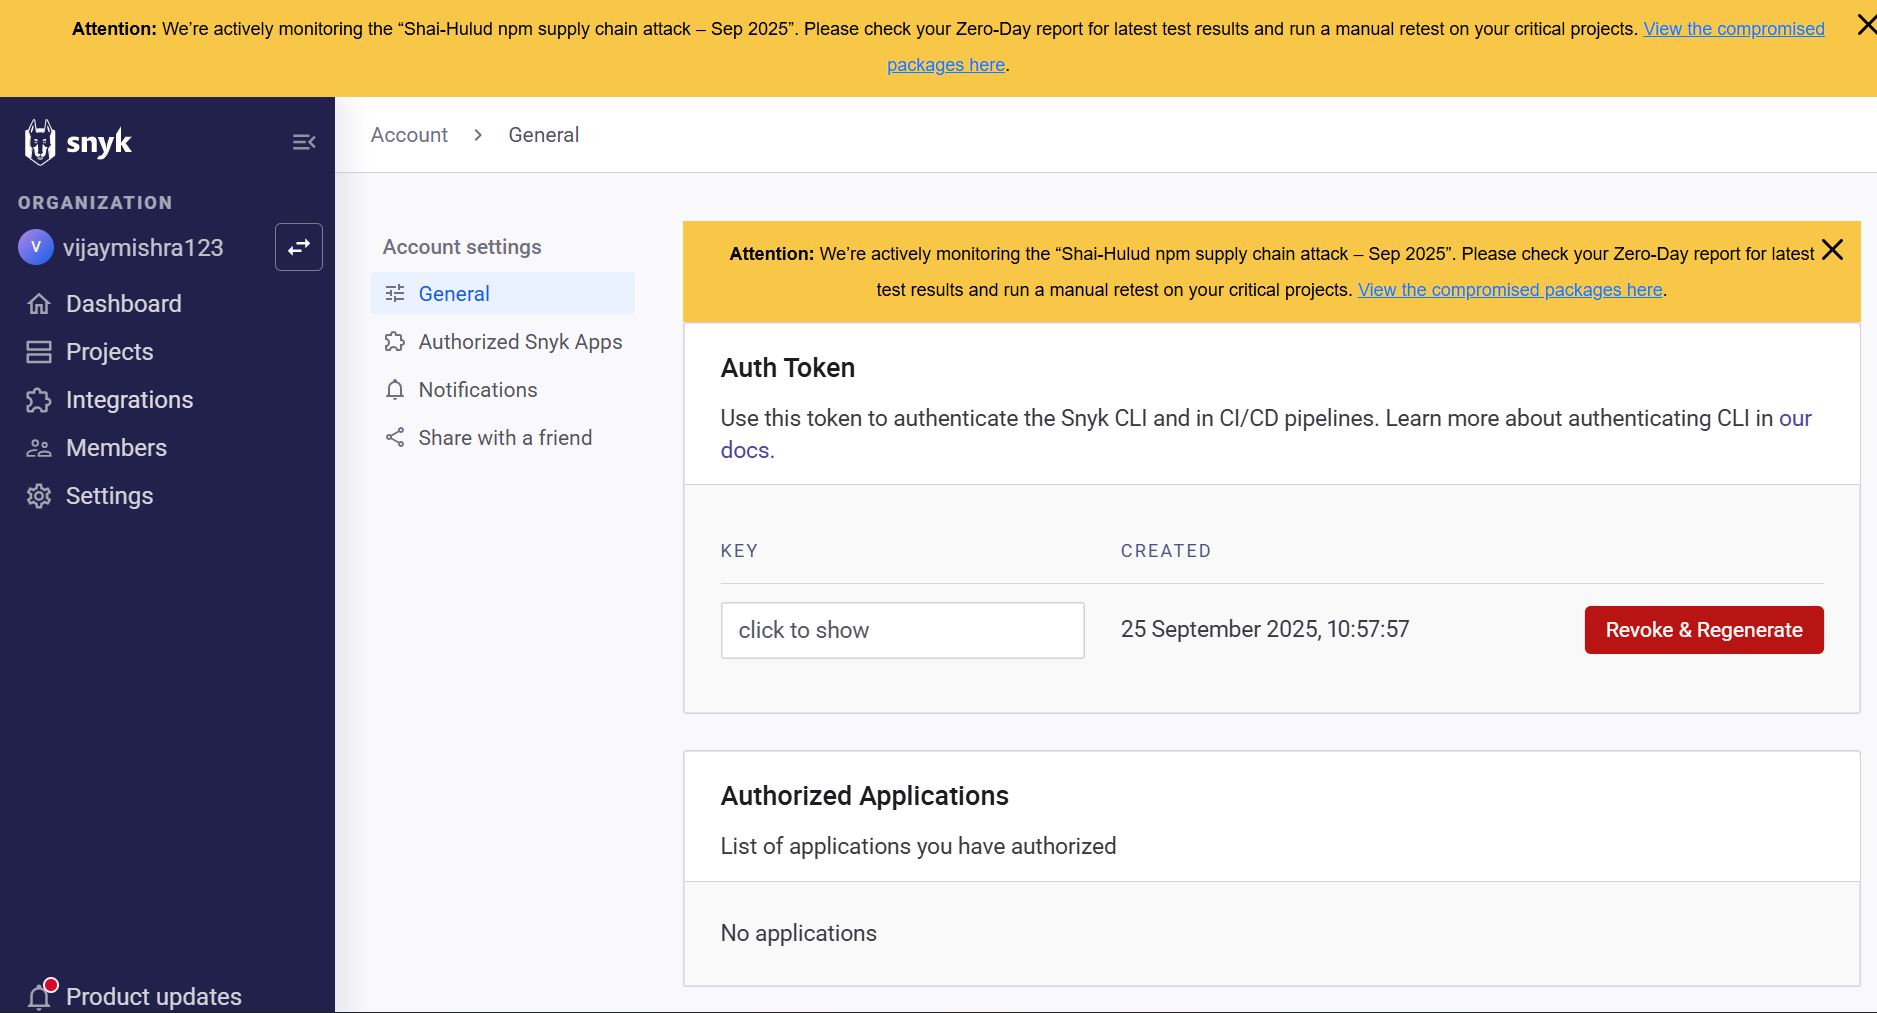 Attention: We’re actively monitoring the “Shai-Hulud npm supply chain attack – Sep 2025”. Please check your Zero-Day report for latest test results and run a manual retest on your critical projects. View the compromised
packages here.
snyk
ORGANIZATION
V vijaymishra123
Dashboard
Projects
Integrations
Members
Settings
Product updates
Account > General
Account settings
General
Authorized Snyk Apps
Notifications
Share with a friend
Attention: We’re actively monitoring the “Shai-Hulud npm supply chain attack – Sep 2025”. Please check your Zero-Day report for latest
test results and run a manual retest on your critical projects. View the compromised packages here.
Auth Token
Use this token to authenticate the Snyk CLI and in CI/CD pipelines. Learn more about authenticating CLI in our
docs.
KEY CREATED
click to show 25 September 2025, 10:57:57 Revoke & Regenerate
Authorized Applications
List of applications you have authorized
No applications